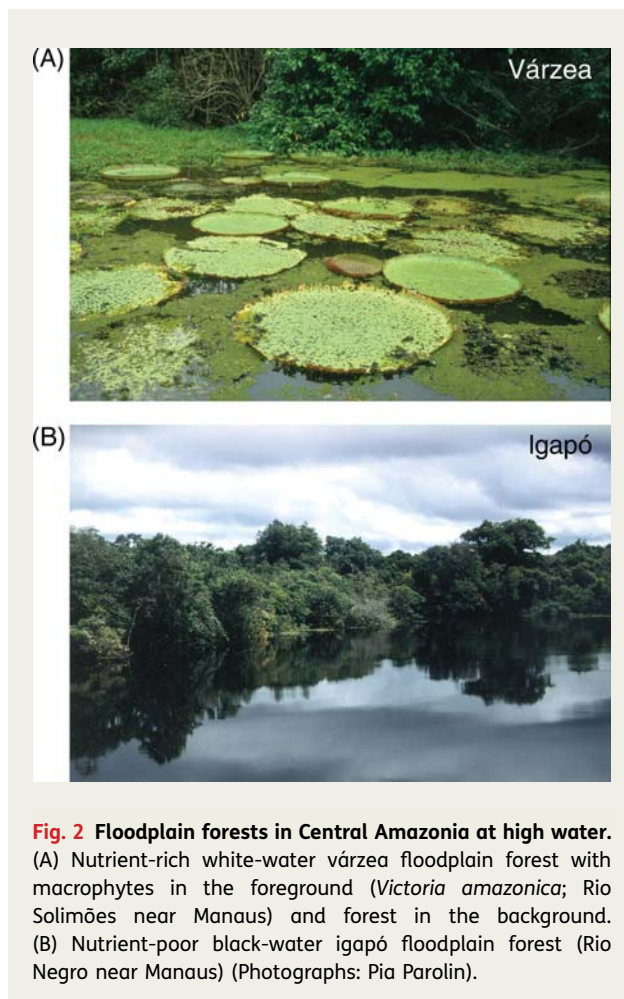 (A)
Várzea
(B)
Igapó
Fig. 2 Floodplain forests in Central Amazonia at high water.
(A) Nutrient-rich white-water várzea floodplain forest with
macrophytes in the foreground (Victoria amazonica; Rio
Solimões near Manaus) and forest in the background.
(B) Nutrient-poor black-water igapó floodplain forest (Rio
Negro near Manaus) (Photographs: Pia Parolin).